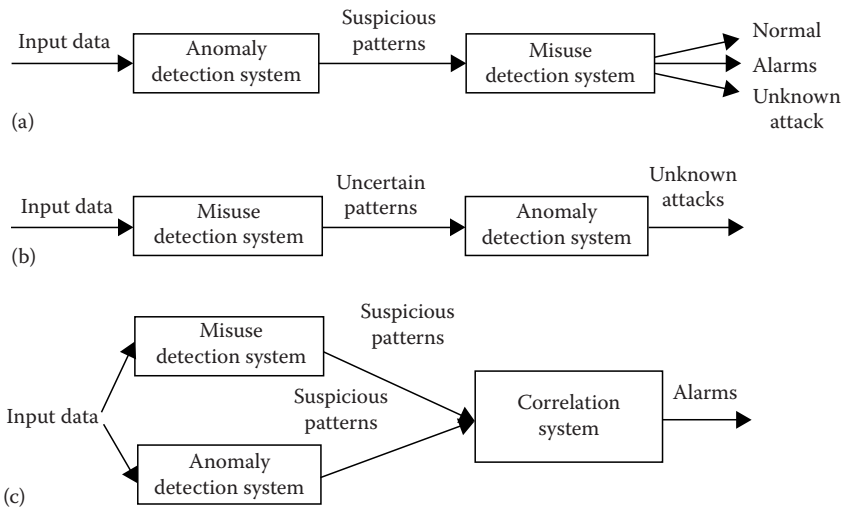 Input data
Anomaly
detection system
Suspicious
patterns
Misuse
detection system
Normal
Alarms
Unknown
attack
(a)
Input data
Misuse
detection system
Uncertain
patterns
Anomaly
detection system
Unknown
attacks
(b)
Input data
Misuse
detection system
Suspicious
patterns
Anomaly
detection system
Suspicious
patterns
Correlation
system
Alarms
(c)